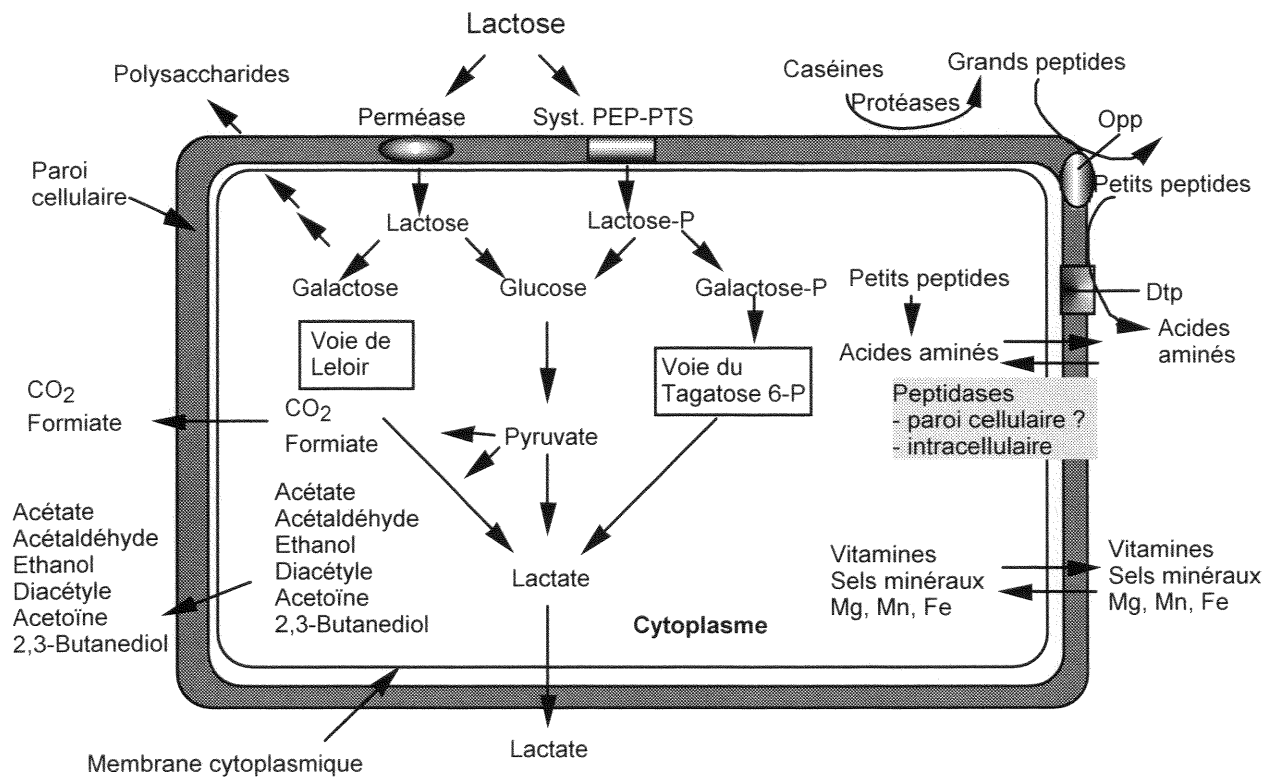 Lactose
Polysaccharides
Perméase
Syst. PEP-PTS
Caséines
Protéases
Grands peptides
Opp
Petits peptides
Paroi
cellulaire
Lactose
Lactose-P
Galactose
Glucose
Galactose-P
Petits peptides
Dtp
Acides
aminés
Voie de
Leloir
Voie du
Tagatose 6-P
Acides aminés
Peptidases
- paroi cellulaire ?
- intracellulaire
CO2
Formiate
CO2
Formiate
Pyruvate
Acétate
Acétaldéhyde
Ethanol
Diacétyle
Acetoïne
2,3-Butanediol
Acétate
Acétaldéhyde
Ethanol
Diacétyle
Acetoïne
2,3-Butanediol
Lactate
Vitamines
Sels minéraux
Mg, Mn, Fe
Vitamines
Sels minéraux
Mg, Mn, Fe
Cytoplasme
Membrane cytoplasmique
Lactate